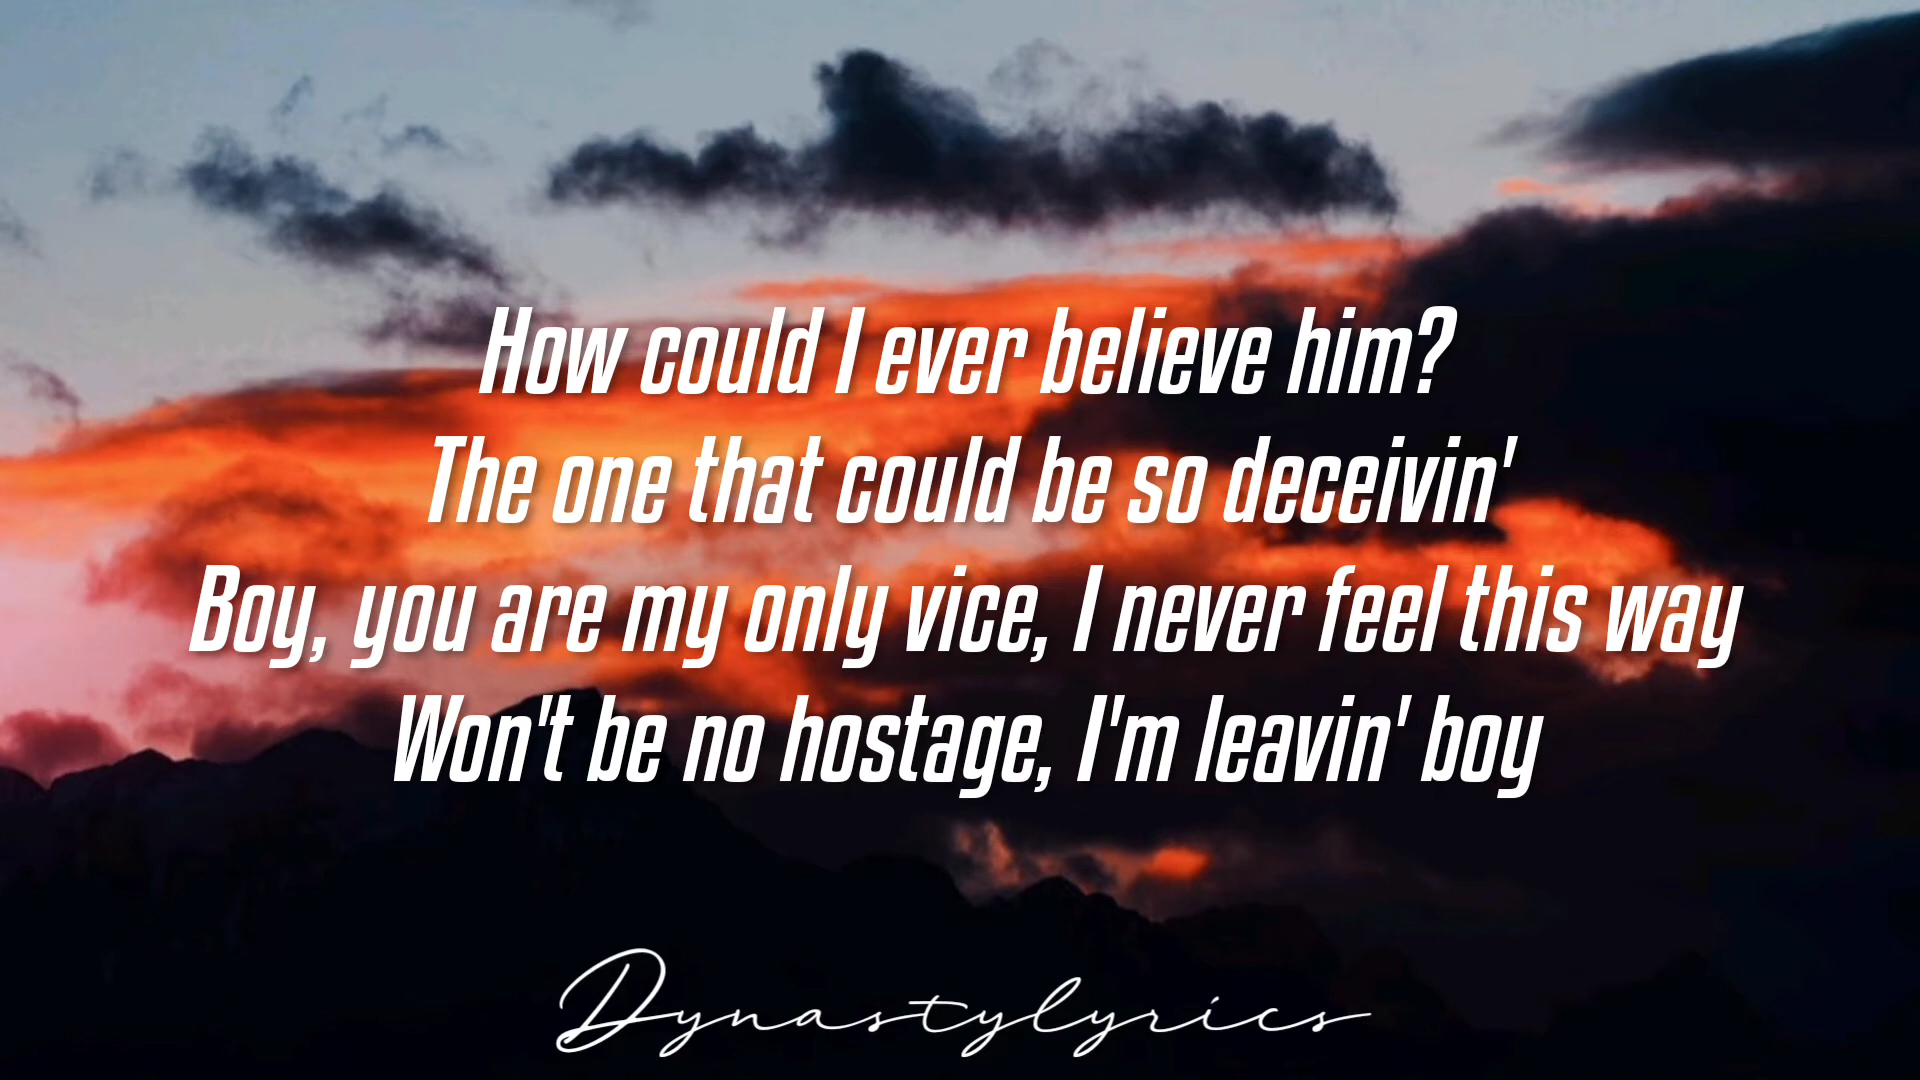 How could I ever believe him?
The one that could be so deceivin'
Boy, you are my only vice, I never feel this way
Won't be no hostage, I'm leavin' boy
Dynastylyrics